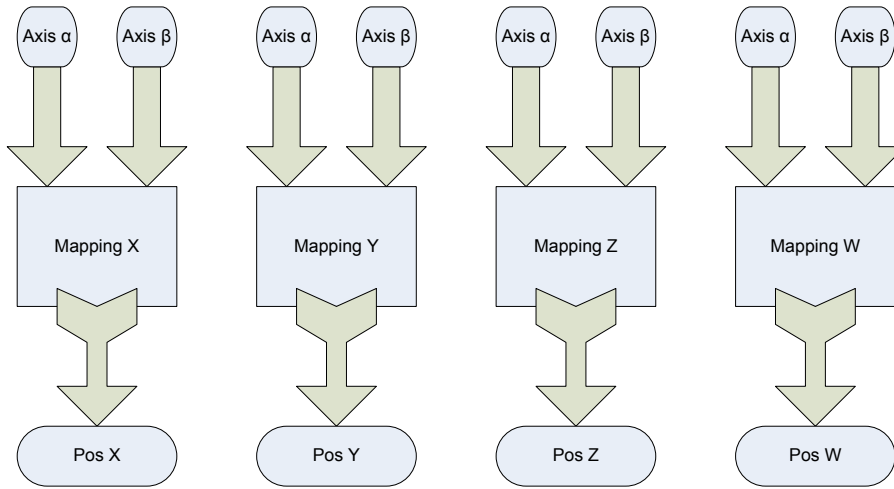 Axis α
Axis β
Axis α
Axis β
Axis α
Axis β
Axis α
Axis β
Mapping X
Mapping Y
Mapping Z
Mapping W
Pos X
Pos Y
Pos Z
Pos W